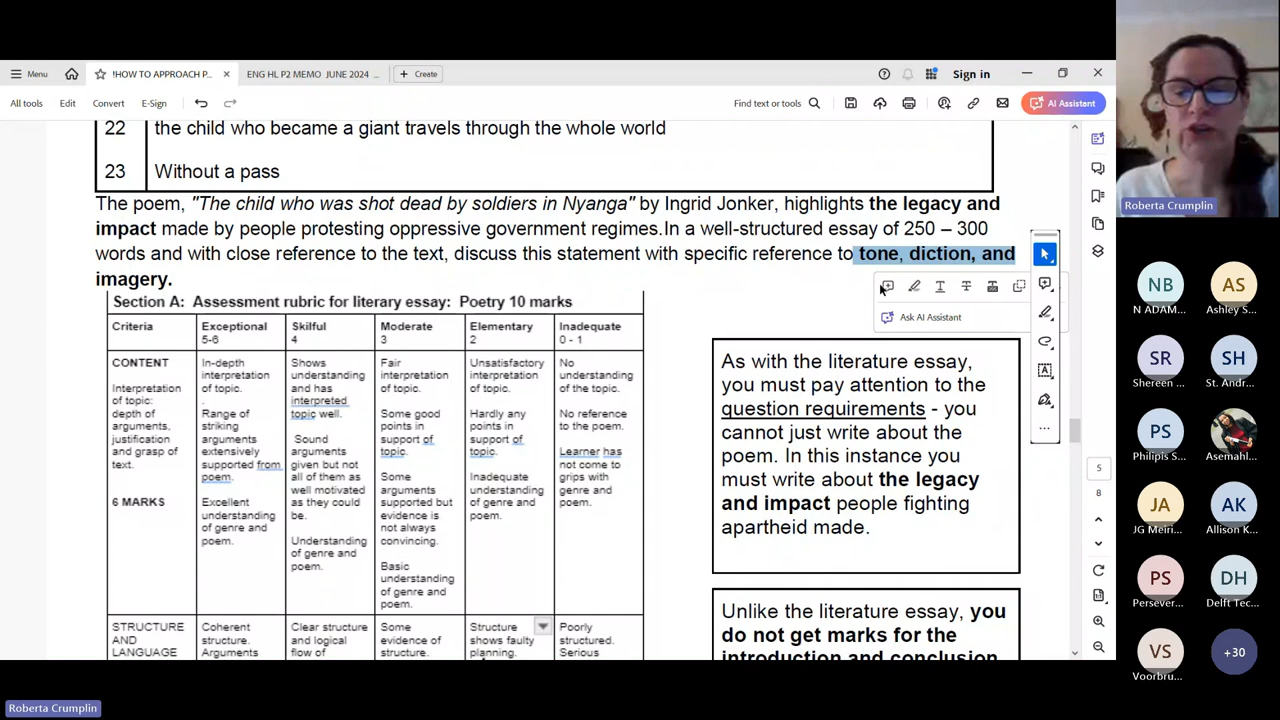 Menu
!HOW TO APPROACH P...
ENG HL P2 MEMO JUNE 2024 ...
Create
Sign in
All tools
Edit
Convert
E-Sign
Find text or tools
AI Assistant
22 the child who became a giant travels through the whole world
23 Without a pass
The poem, "The child who was shot dead by soldiers in Nyanga" by Ingrid Jonker, highlights the legacy and
impact made by people protesting oppressive government regimes.In a well-structured essay of 250 – 300
words and with close reference to the text, discuss this statement with specific reference to tone, diction, and
imagery.
Ask AI Assistant
Section A: Assessment rubric for literary essay: Poetry 10 marks
Criteria
Exceptional
5-6
Skilful
4
Moderate
3
Elementary
2
Inadequate
0 - 1
CONTENT
Interpretation
of topic:
depth of
arguments,
justification
and grasp of
text.
6 MARKS
In-depth
interpretation
of topic.
.
Range of
striking
arguments
extensively
supported from
poem.
Excellent
understanding
of genre and
poem.
Shows
understanding
and has
interpreted
topic well.
Sound
arguments
given but not
all of them as
well motivated
as they could
be.
Understanding
of genre and
poem.
Fair
interpretation
of topic.
Some good
points in
support of
topic.
Some
arguments
supported but
evidence is
not always
convincing.
Basic
understanding
of genre and
poem.
Unsatisfactory
interpretation
of topic.
Hardly any
points in
support of
topic.
Inadequate
understanding
of genre and
poem.
No
understanding
of the topic.
No reference
to the poem.
Learner has
not come to
grips with
genre and
poem.
STRUCTURE
AND
LANGUAGE
Coherent
structure.
Arguments
Clear structure
and logical
flow of
Some
evidence of
structure.
Structure
shows faulty
planning.
Poorly
structured.
Serious
As with the literature essay,
you must pay attention to the
question requirements - you
cannot just write about the
poem. In this instance you
must write about the legacy
and impact people fighting
apartheid made.
Unlike the literature essay, you
do not get marks for the
introduction and conclusion
5
8
Roberta Crumplin
NB
N ADAM...
AS
Ashley S...
SR
Shereen ...
SH
St. Andr...
PS
Philipis S...
Asemahl...
JA
JG Meiri...
AK
Allison K...
PS
Persever...
DH
Delft Tec...
VS
Voorbru...
+30
Roberta Crumplin